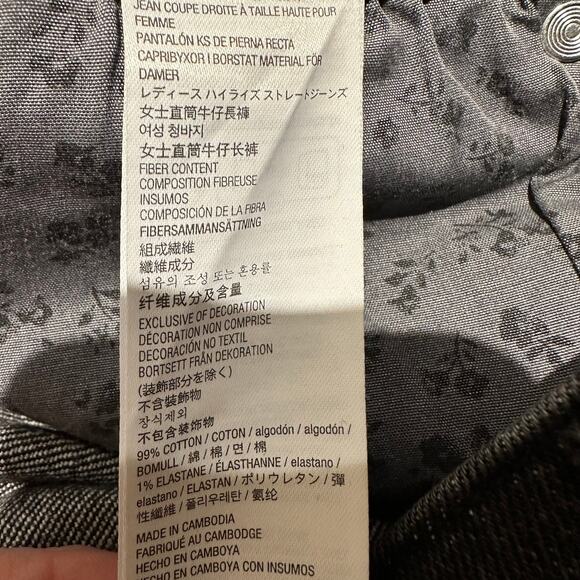 JEAN COUPE DROITE À TAILLE HAUTE POUR
FEMME
PANTALÓN KS DE PIERNA RECTA
CAPRIBYXOR I BORSTAT MATERIAL FÖR
DAMER
レディース ハイライズ ストレートジーンズ
女士直筒牛仔長褲
여성 청바지
女士直筒牛仔长裤
FIBER CONTENT
COMPOSITION FIBREUSE
INSUMOS
COMPOSICIÓN DE LA FIBRA
FIBERSAMMANSÄTTNING
組成繊維
纖維成分
섬유의 조성 또는 혼용률
纤维成分及含量
EXCLUSIVE OF DECORATION
DÉCORATION NON COMPRISE
DECORACIÓN NO TEXTIL
BORTSETT FRÅN DEKORATION
(装飾部分を除く)
不含裝飾物
장식제외
不包含装饰物
99% COTTON / COTON / algodón / algodón /
BOMULL / 綿 / 棉 / 면 / 棉
1% ELASTANE / ÉLASTHANNE / elastano /
elastano / ELASTAN / ポリウレタン / 彈
性纖維 / 폴리우레탄 / 氨纶
MADE IN CAMBODIA
FABRIQUÉ AU CAMBODGE
HECHO EN CAMBOYA
HECHO EN CAMBOYA